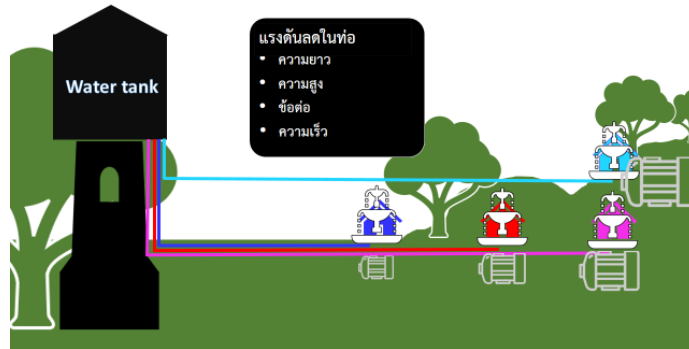 แรงดันลดในท่อ
• ความยาว
• ความสูง
• ข้อต่อ
• ความเร็ว
Water tank